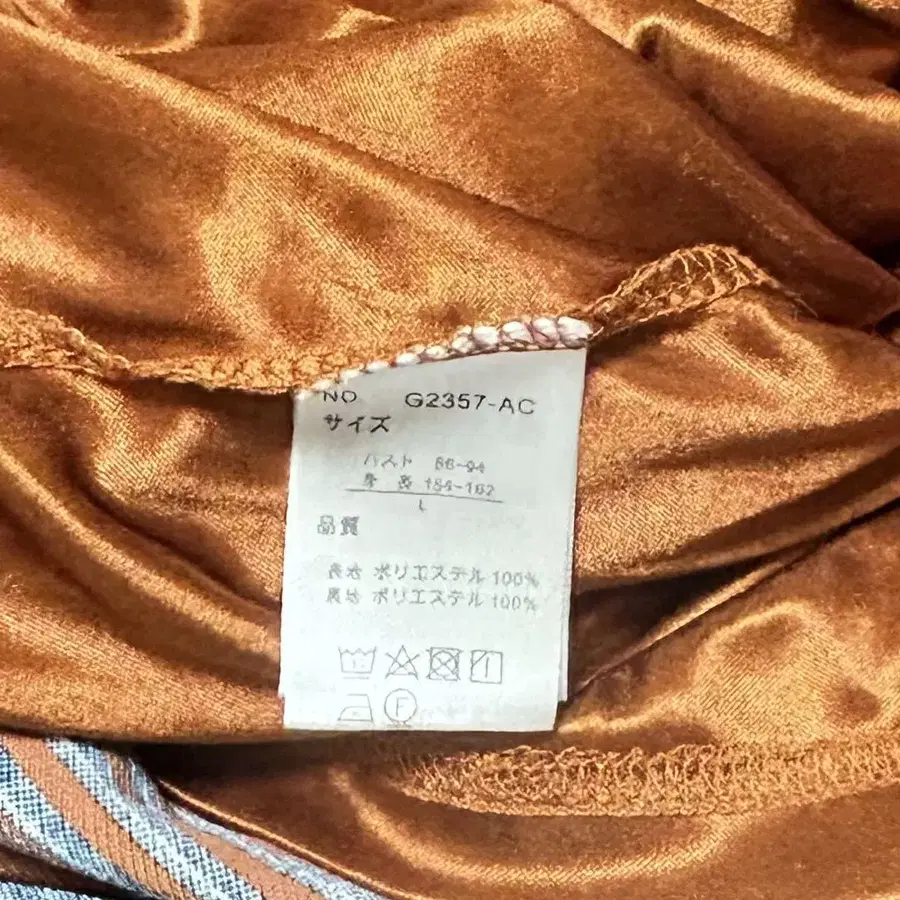 NO G2357-AC
サイズ
バスト 86-94
身長 154-162
L
品質
表地 ポリエステル 100%
裏地 ポリエステル 100%
F